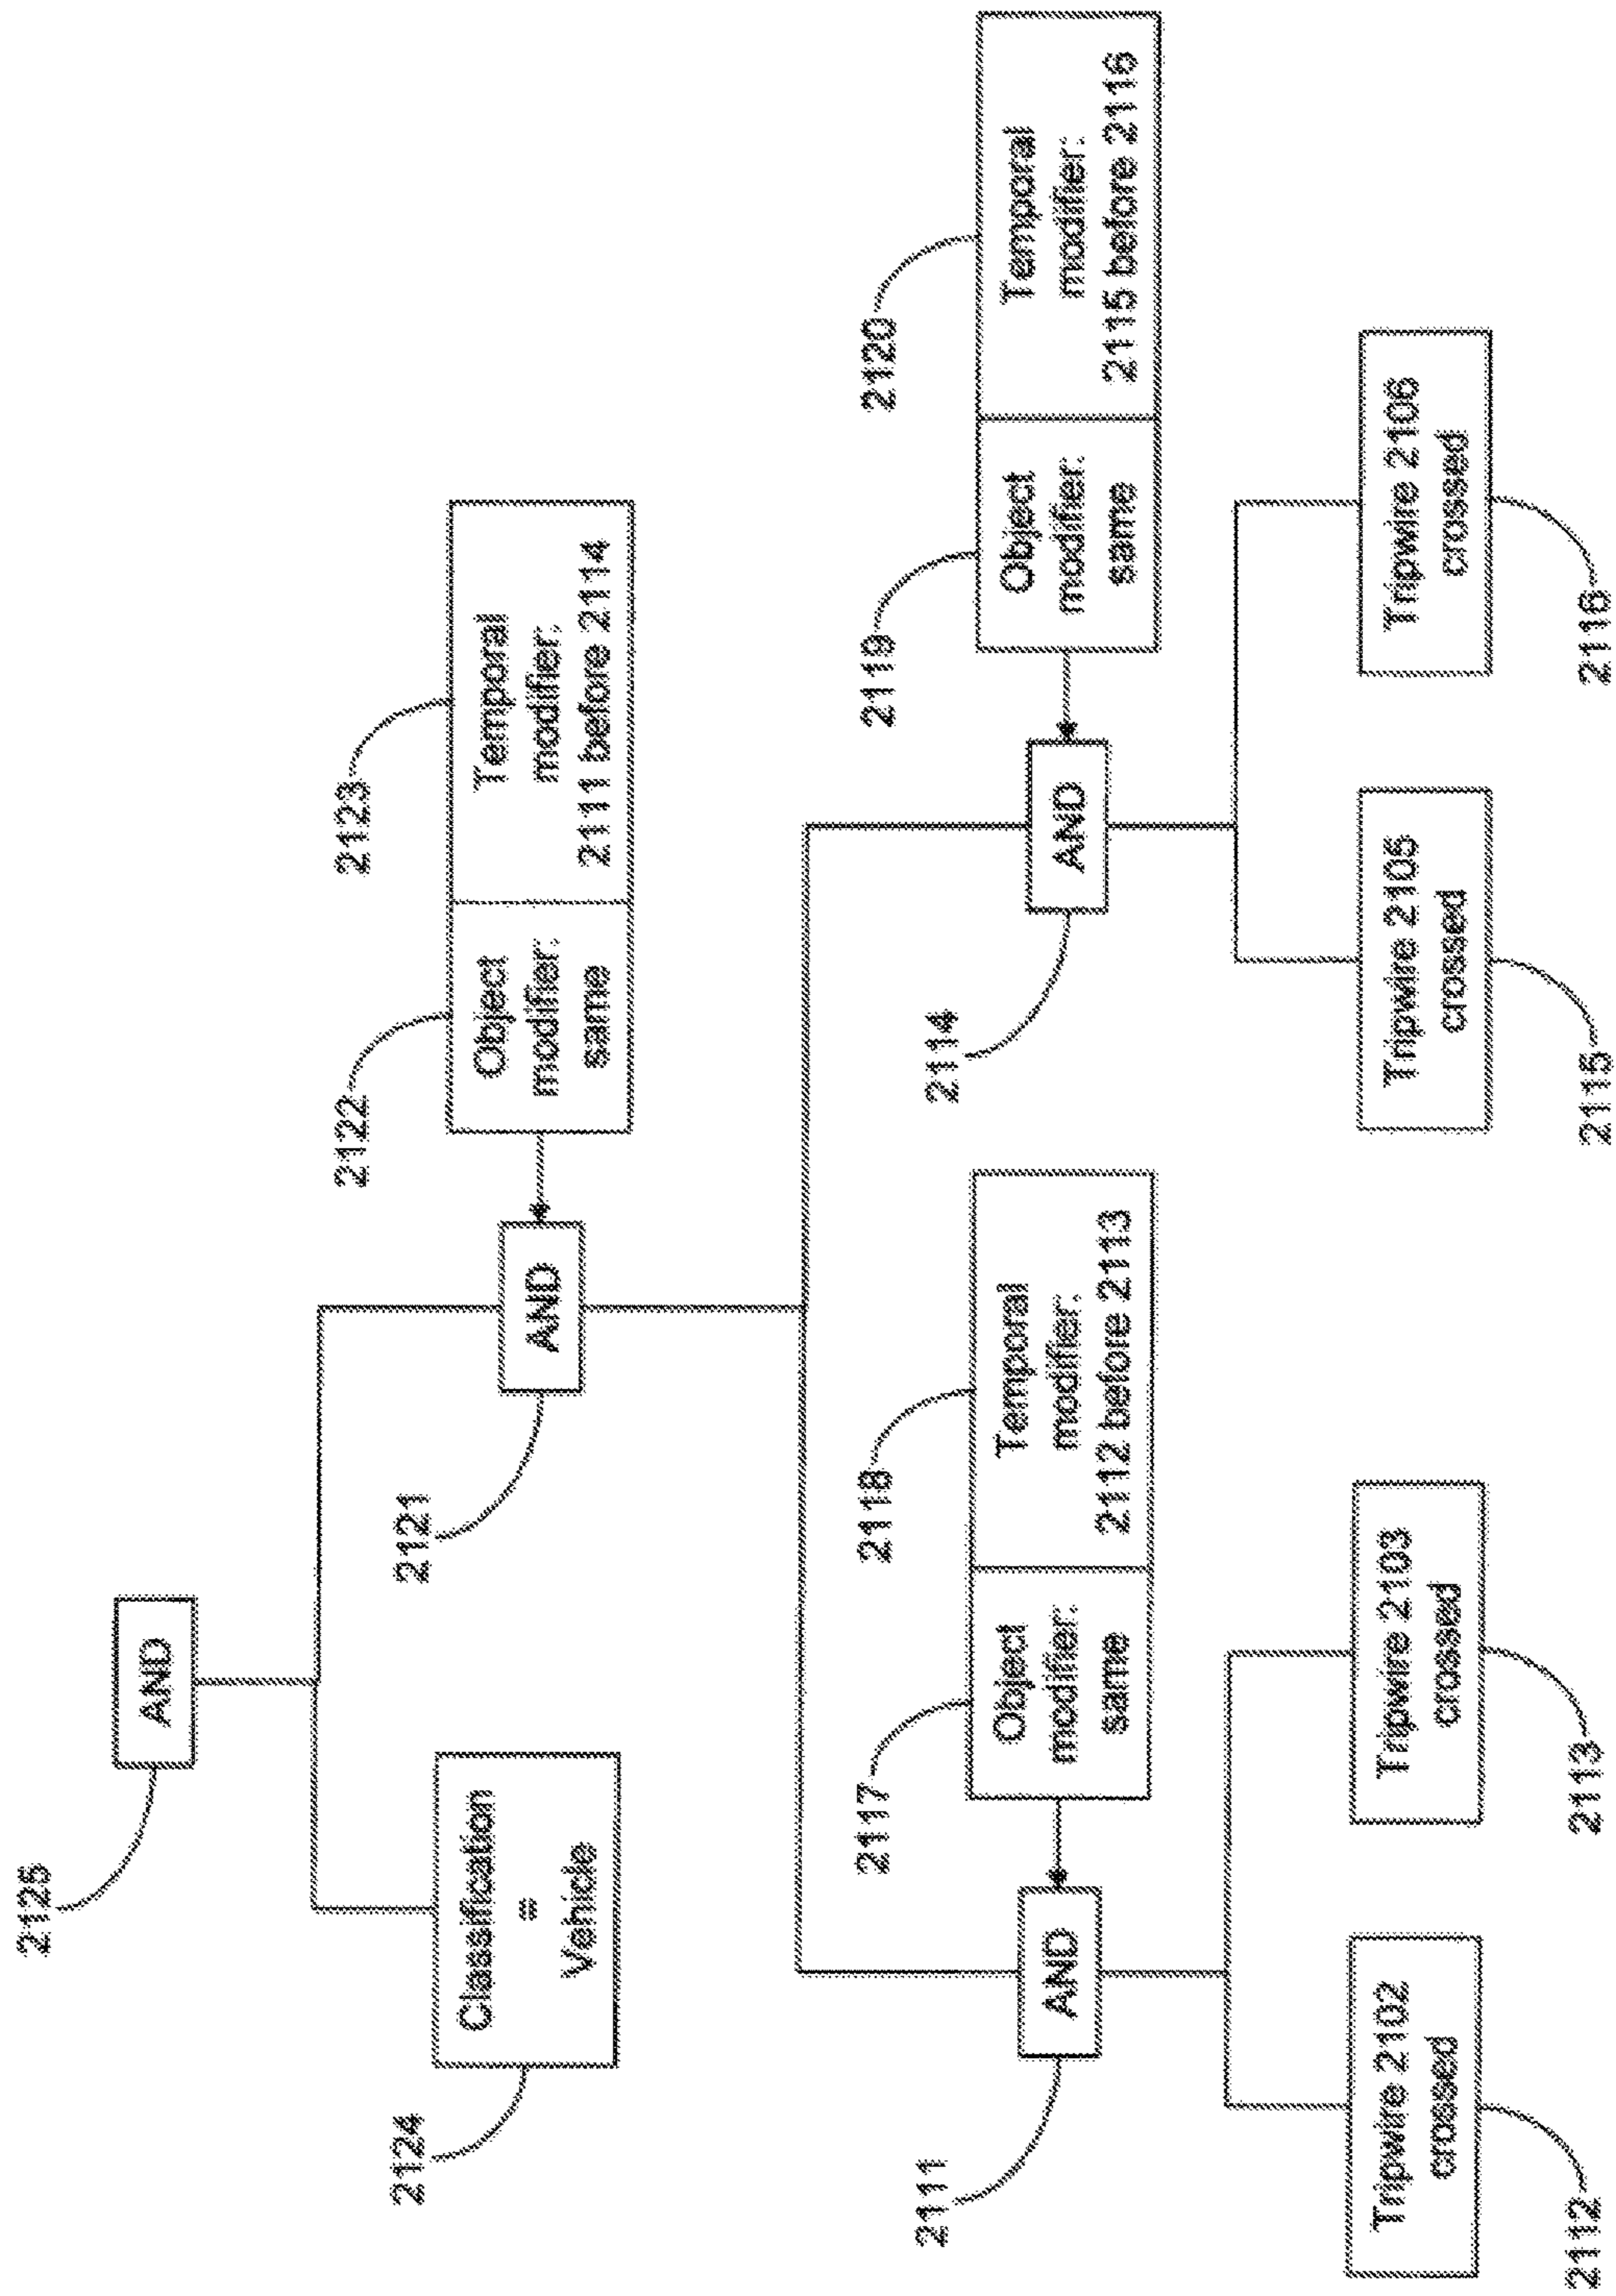 2125
AND
2124
Classification
=
Vehicle
2121
AND
2122
Object
modifier:
same
2123
Temporal
modifier:
2111 before 2114
2111
AND
2117
Object
modifier:
same
2118
Temporal
modifier:
2112 before 2113
2114
AND
2119
Object
modifier:
same
2120
Temporal
modifier:
2115 before 2116
Tripwire 2102
crossed
2112
Tripwire 2103
crossed
2113
Tripwire 2105
crossed
2115
Tripwire 2106
crossed
2116